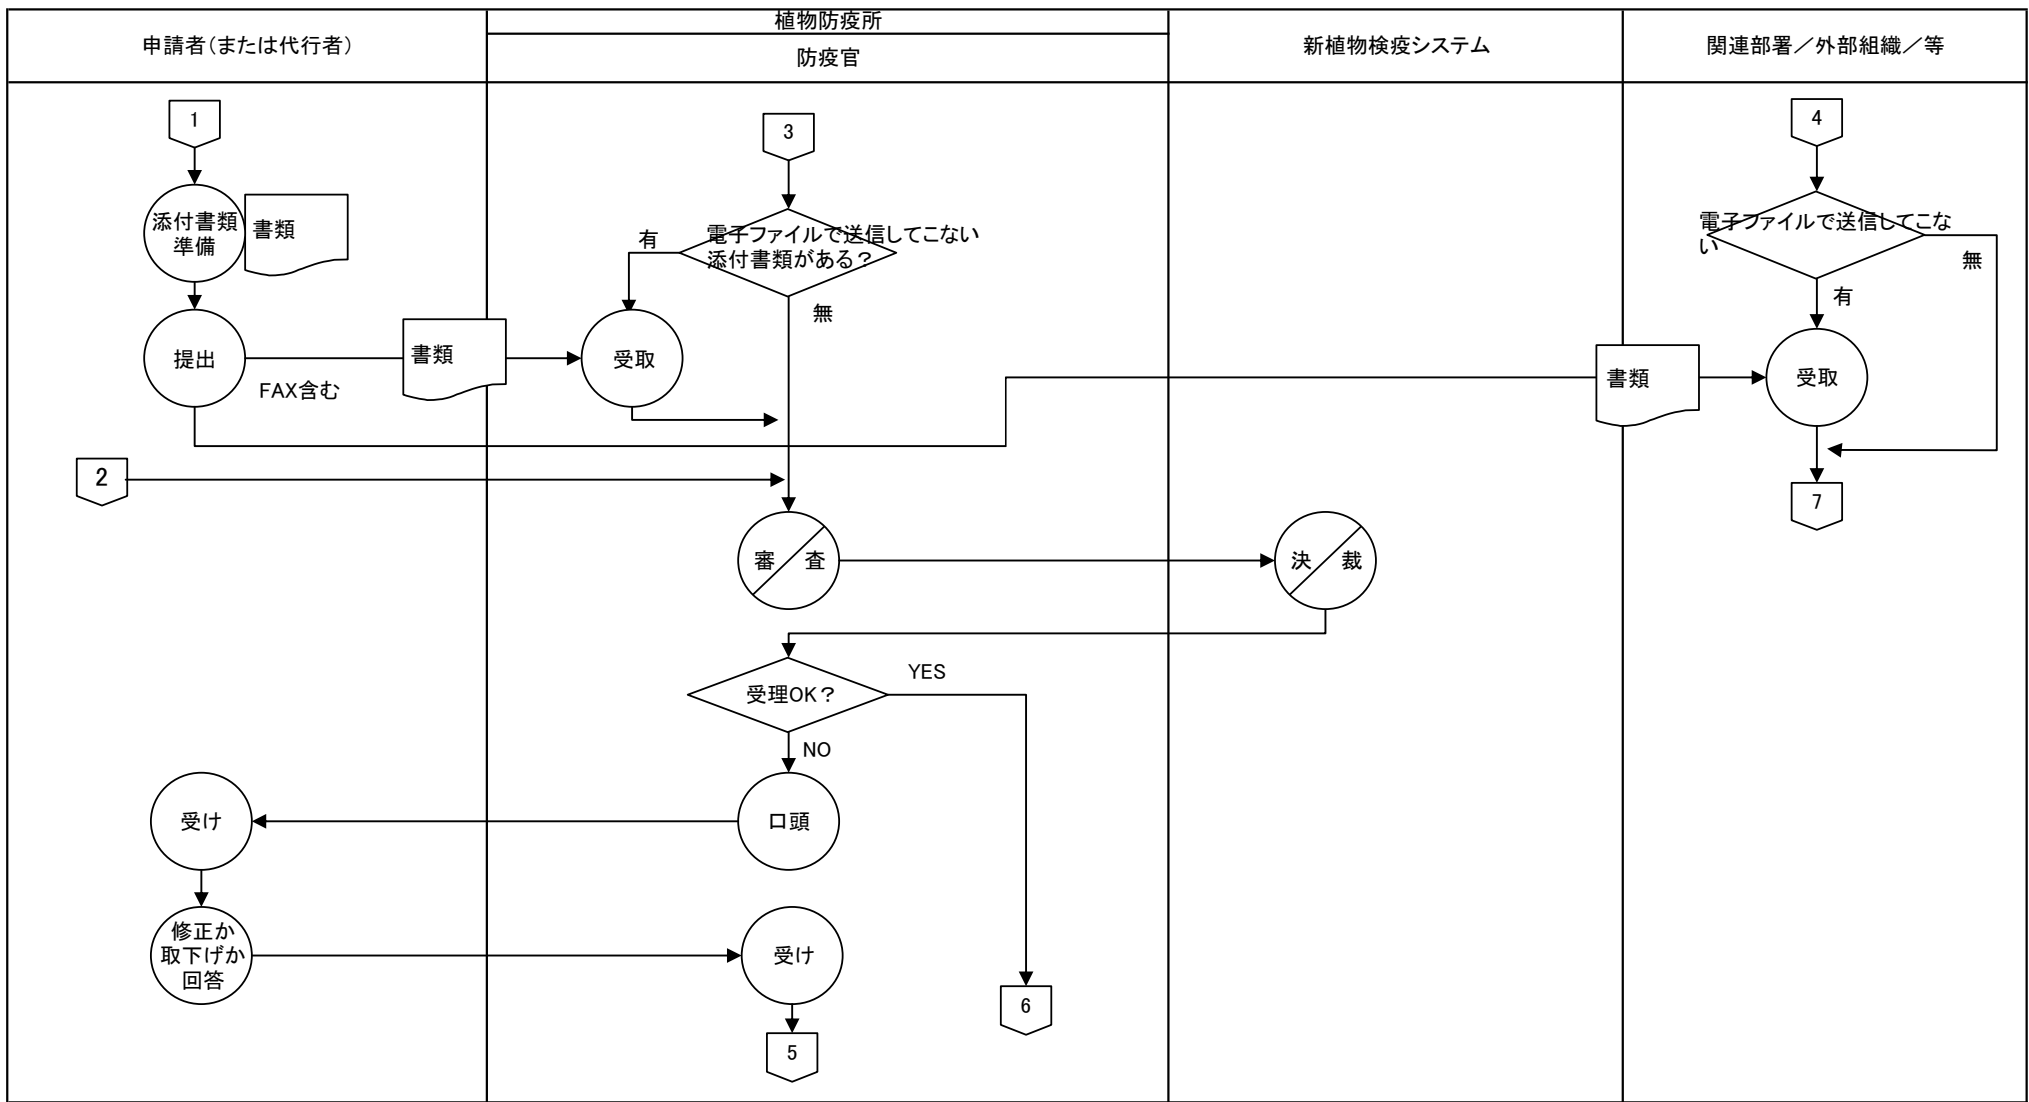 植物防疫所
申請者(または代行者)
防疫官
新植物検疫システム
関連部署／外部組織／等
1
3
4
添付書類
準備
書類
有
電子ファイルで送信してこない
添付書類がある？
無
電子ファイルで送信してこな
い
無
有
提出
FAX含む
書類
受取
書類
受取
2
7
審 査
決 裁
受理OK？
YES
NO
受け
口頭
修正か
取下げか
回答
受け
6
5